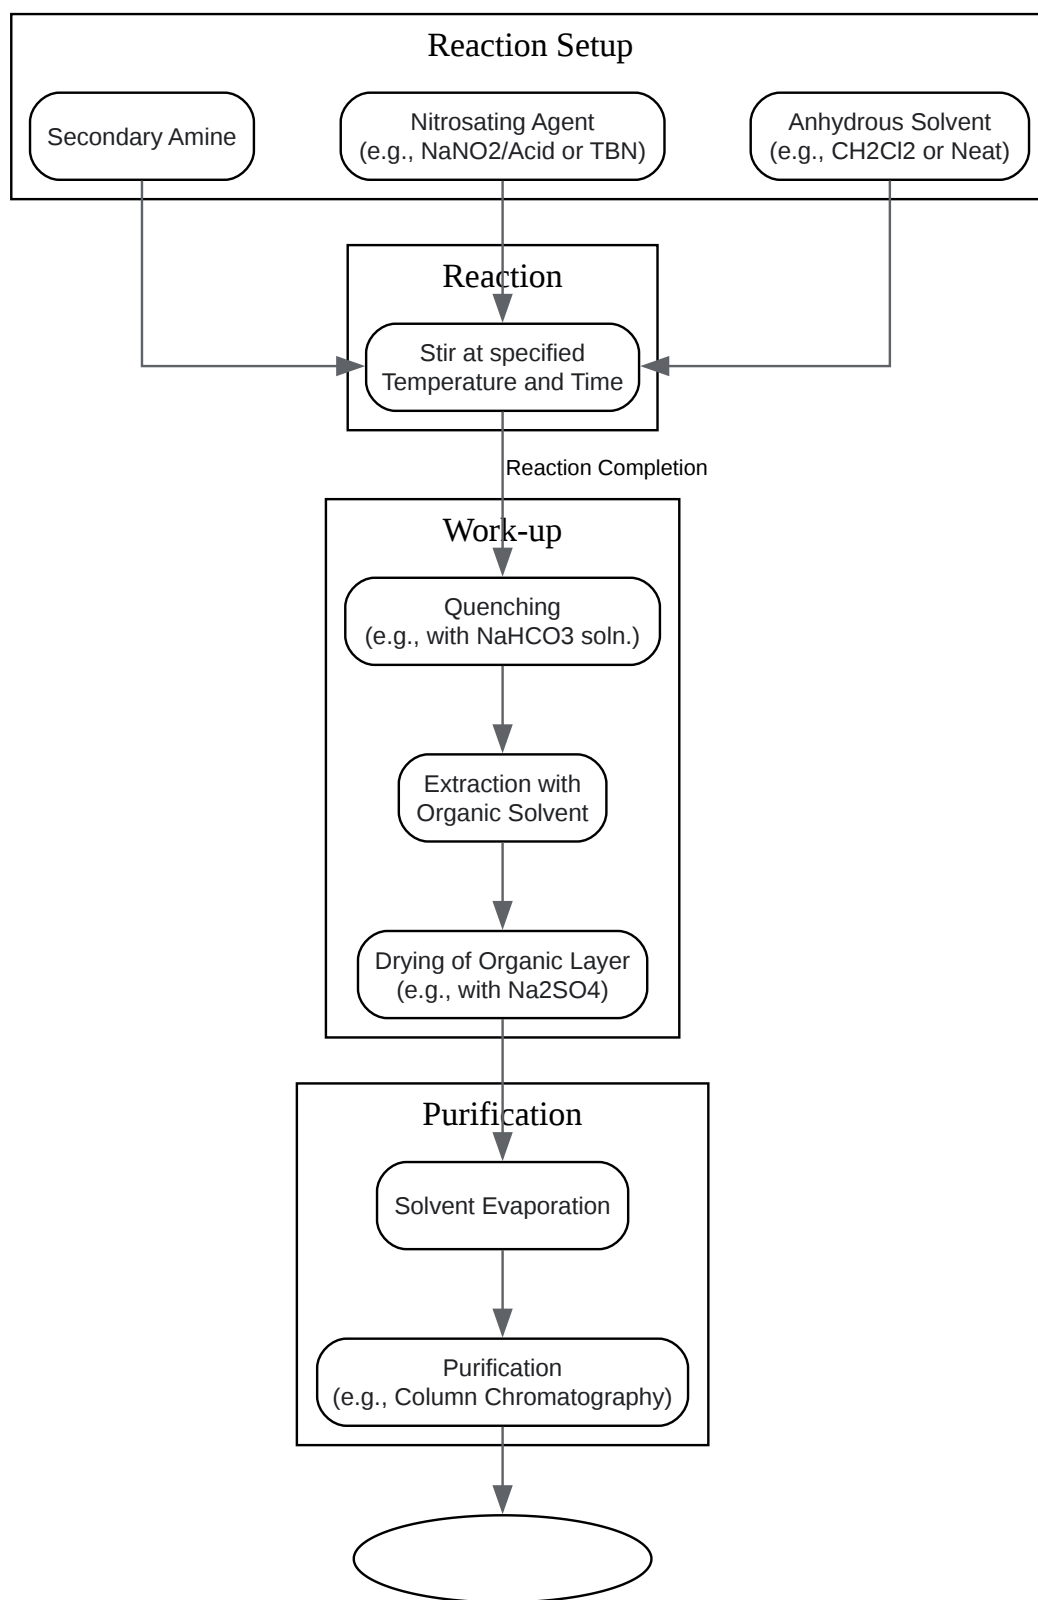 Reaction Setup
Secondary Amine
Nitrosating Agent
(e.g., NaNO2/Acid or TBN)
Anhydrous Solvent
(e.g., CH2Cl2 or Neat)
Reaction
Stir at specified
Temperature and Time
Reaction Completion
Work-up
Quenching
(e.g., with NaHCO3 soln.)
Extraction with
Organic Solvent
Drying of Organic Layer
(e.g., with Na2SO4)
Purification
Solvent Evaporation
Purification
(e.g., Column Chromatography)